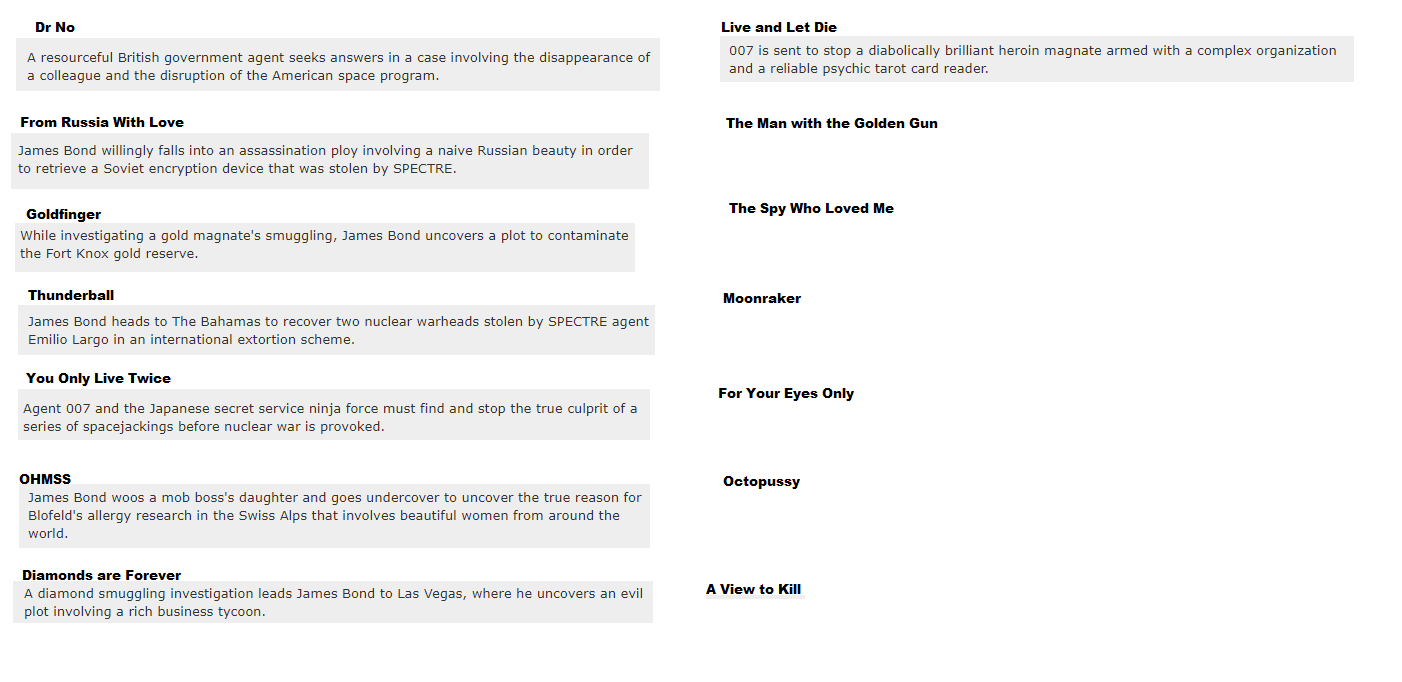 Dr No
A resourceful British government agent seeks answers in a case involving the disappearance of
a colleague and the disruption of the American space program.
From Russia With Love
James Bond willingly falls into an assassination ploy involving a naive Russian beauty in order
to retrieve a Soviet encryption device that was stolen by SPECTRE.
Goldfinger
While investigating a gold magnate's smuggling, James Bond uncovers a plot to contaminate
the Fort Knox gold reserve.
Thunderball
James Bond heads to The Bahamas to recover two nuclear warheads stolen by SPECTRE agent
Emilio Largo in an international extortion scheme.
You Only Live Twice
Agent 007 and the Japanese secret service ninja force must find and stop the true culprit of a
series of spacejackings before nuclear war is provoked.
OHMSS
James Bond woos a mob boss's daughter and goes undercover to uncover the true reason for
Blofeld's allergy research in the Swiss Alps that involves beautiful women from around the
world.
Diamonds are Forever
A diamond smuggling investigation leads James Bond to Las Vegas, where he uncovers an evil
plot involving a rich business tycoon.
Live and Let Die
007 is sent to stop a diabolically brilliant heroin magnate armed with a complex organization
and a reliable psychic tarot card reader.
The Man with the Golden Gun
The Spy Who Loved Me
Moonraker
For Your Eyes Only
Octopussy
A View to Kill